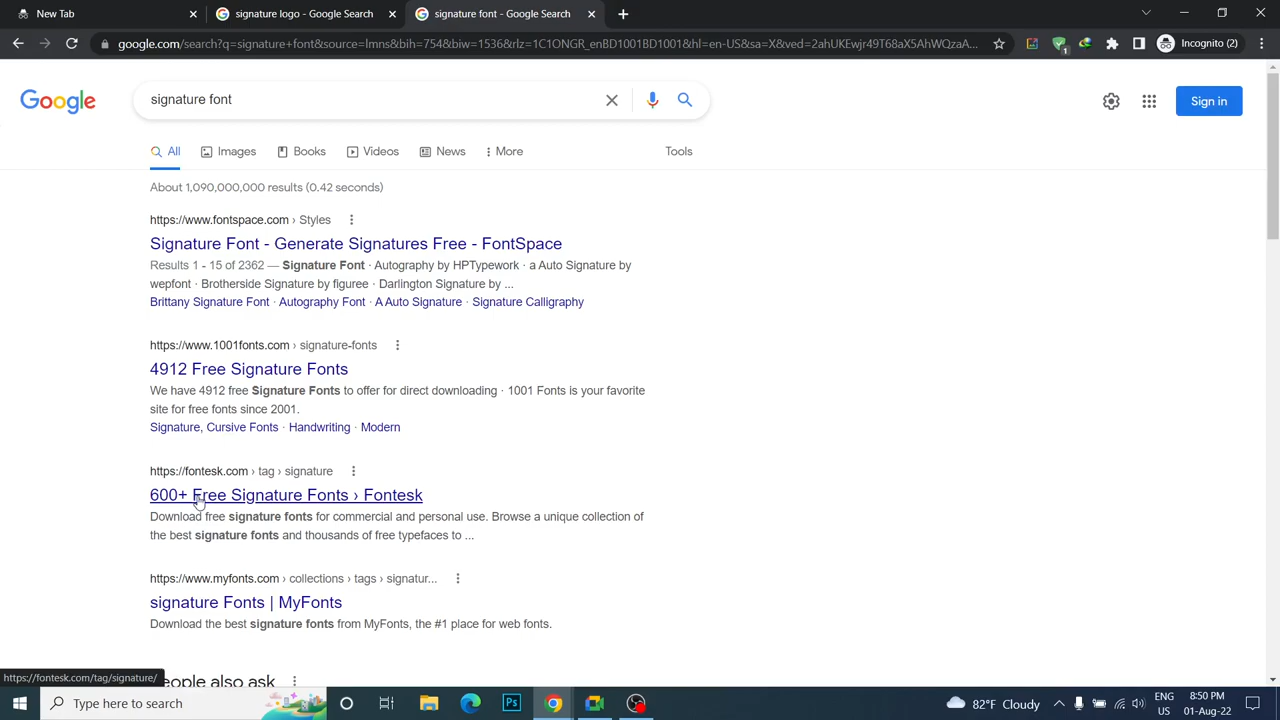 New Tab
signature logo - Google Search
signature font - Google Search
google.com/search?q=signature+font&source=lmns&bih=754&biw=1536&rlz=1C1ONGR_enBD1001BD1001&hl=en-US&sa=X&ved=2ahUKEwjr49T68aX5AhWQzaA...
Incognito (2)
Google
signature font
Sign in
All
Images
Books
Videos
News
More
Tools
About 1,090,000,000 results (0.42 seconds)
https://www.fontspace.com › Styles
Signature Font - Generate Signatures Free - FontSpace
Results 1 - 15 of 2362 — Signature Font · Autography by HPTypework · a Auto Signature by
wepfont · Brotherside Signature by figuree · Darlington Signature by ...
Brittany Signature Font · Autography Font · A Auto Signature · Signature Calligraphy
https://www.1001fonts.com › signature-fonts
4912 Free Signature Fonts
We have 4912 free Signature Fonts to offer for direct downloading · 1001 Fonts is your favorite
site for free fonts since 2001.
Signature, Cursive Fonts · Handwriting · Modern
https://fontesk.com › tag › signature
600+ Free Signature Fonts › Fontesk
Download free signature fonts for commercial and personal use. Browse a unique collection of
the best signature fonts and thousands of free typefaces to ...
https://www.myfonts.com › collections › tags › signatur...
signature Fonts | MyFonts
Download the best signature fonts from MyFonts, the #1 place for web fonts.
eople also ask
https://fontesk.com/tag/signature/
Type here to search
Ps
82°F Cloudy
ENG
US
8:50 PM
01-Aug-22